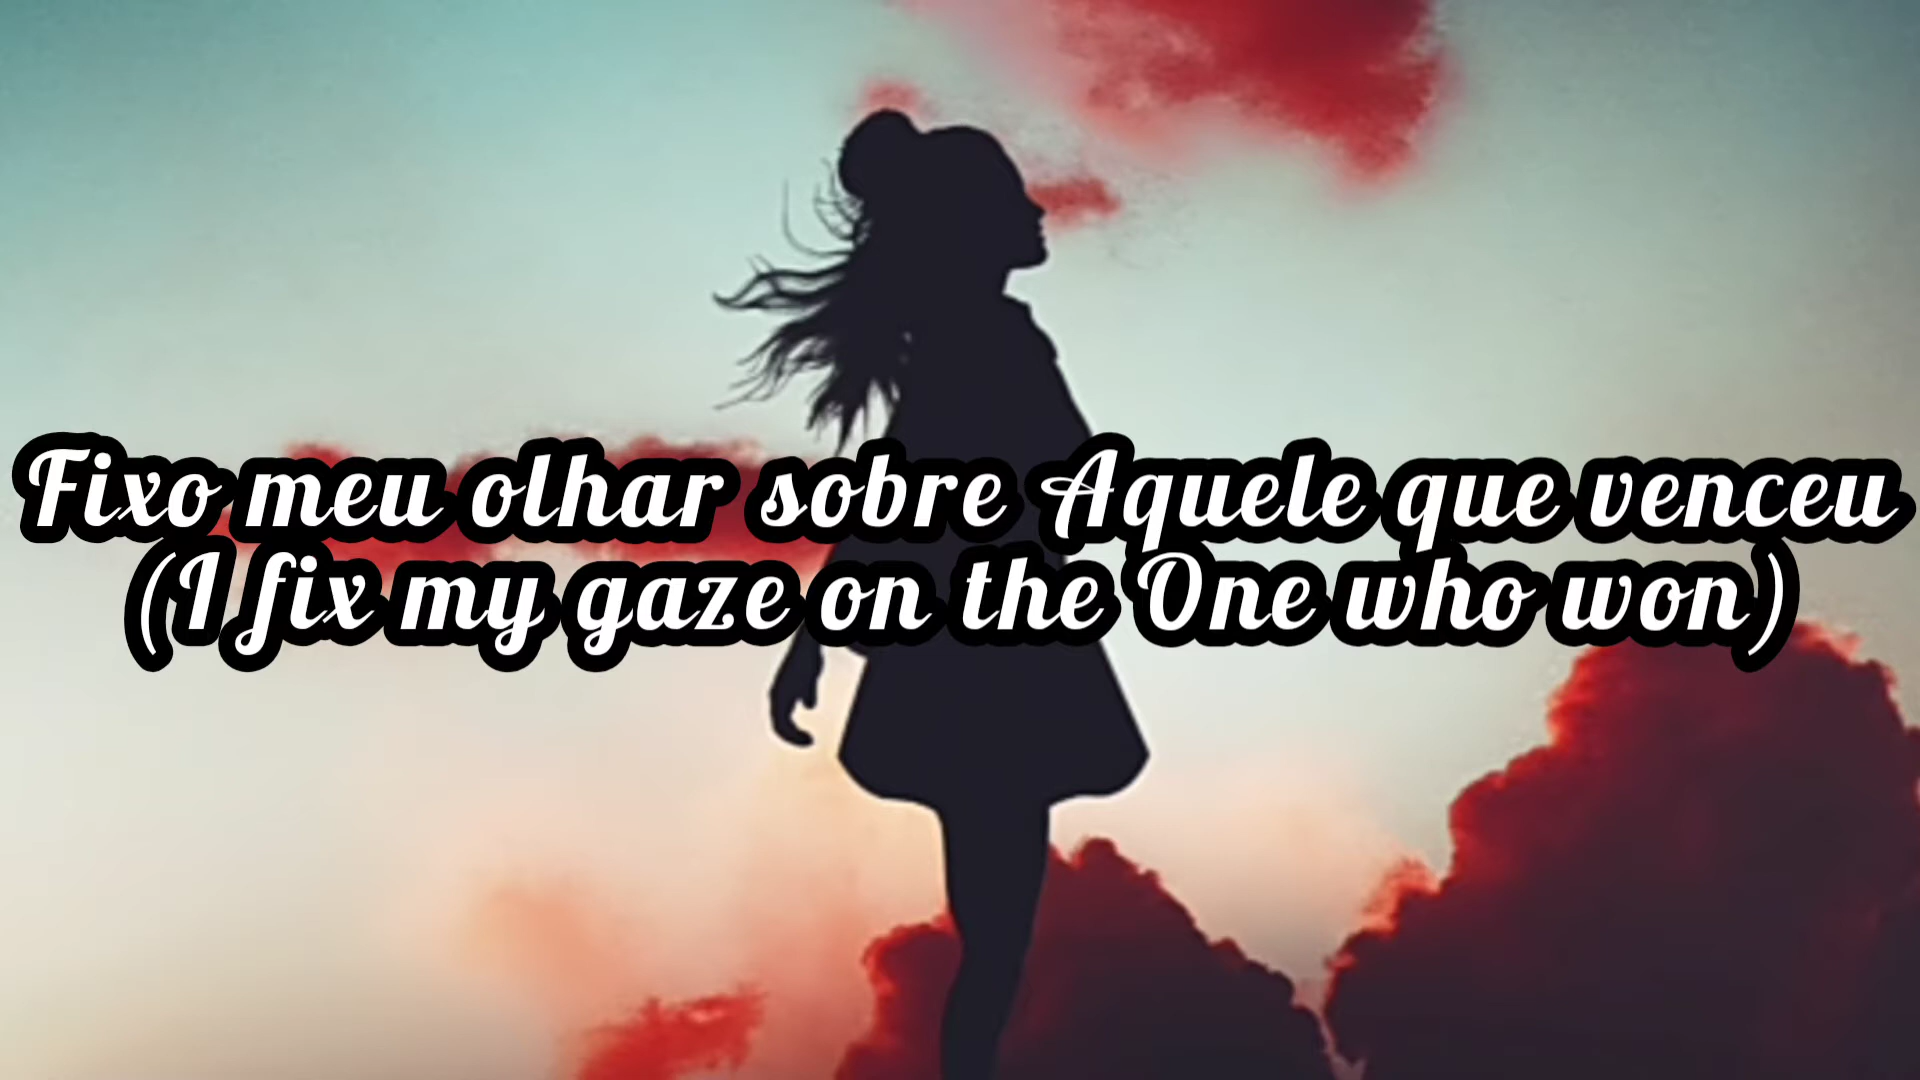 Fixo meu olhar sobre Aquele que venceu
(I fix my gaze on the One who won)